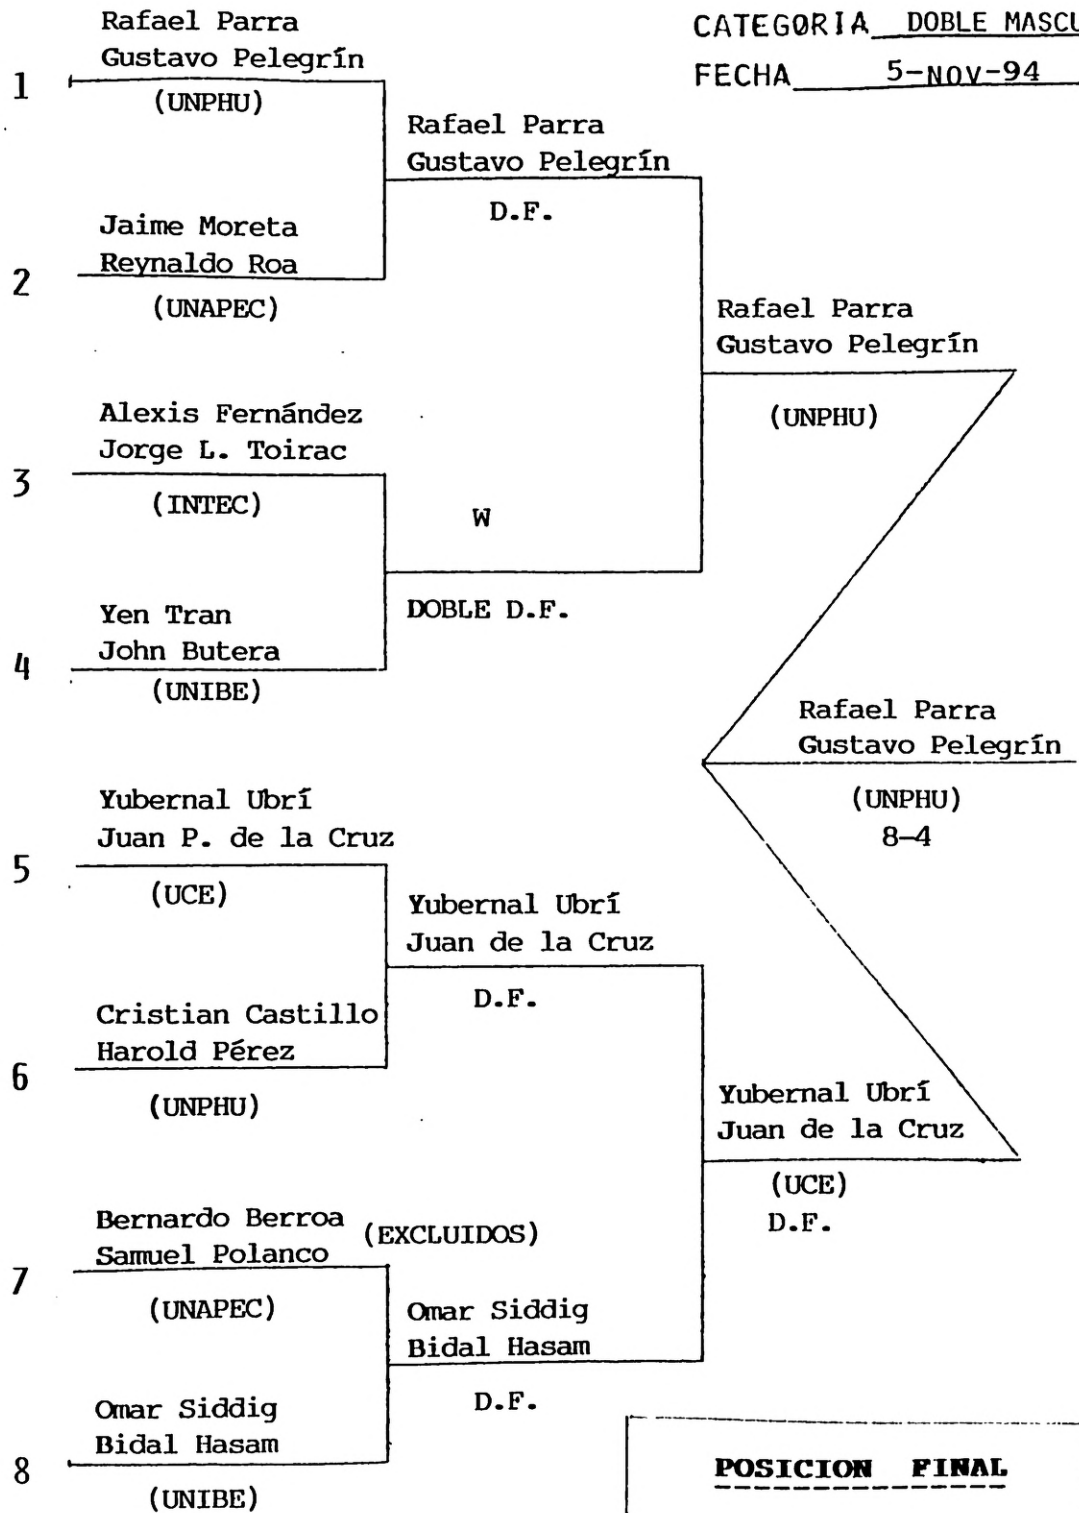 CATEGORIA DOBLE MASCU
FECHA 5-NOV-94
Rafael Parra
Gustavo Pelegrín
1
(UNPHU)
Rafael Parra
Gustavo Pelegrín
D.F.
Jaime Moreta
Reynaldo Roa
2
(UNAPEC)
Rafael Parra
Gustavo Pelegrín
(UNPHU)
Alexis Fernández
Jorge L. Toirac
3
(INTEC)
W
DOBLE D.F.
Yen Tran
John Butera
4
(UNIBE)
Rafael Parra
Gustavo Pelegrín
(UNPHU)
8-4
Yubernal Ubrí
Juan P. de la Cruz
5
(UCE)
Yubernal Ubrí
Juan de la Cruz
D.F.
Cristian Castillo
Harold Pérez
6
(UNPHU)
Yubernal Ubrí
Juan de la Cruz
(UCE)
D.F.
Bernardo Berroa
Samuel Polanco
(EXCLUIDOS)
7
(UNAPEC)
Omar Siddig
Bidal Hasam
D.F.
Omar Siddig
Bidal Hasam
8
(UNIBE)
POSICION FINAL